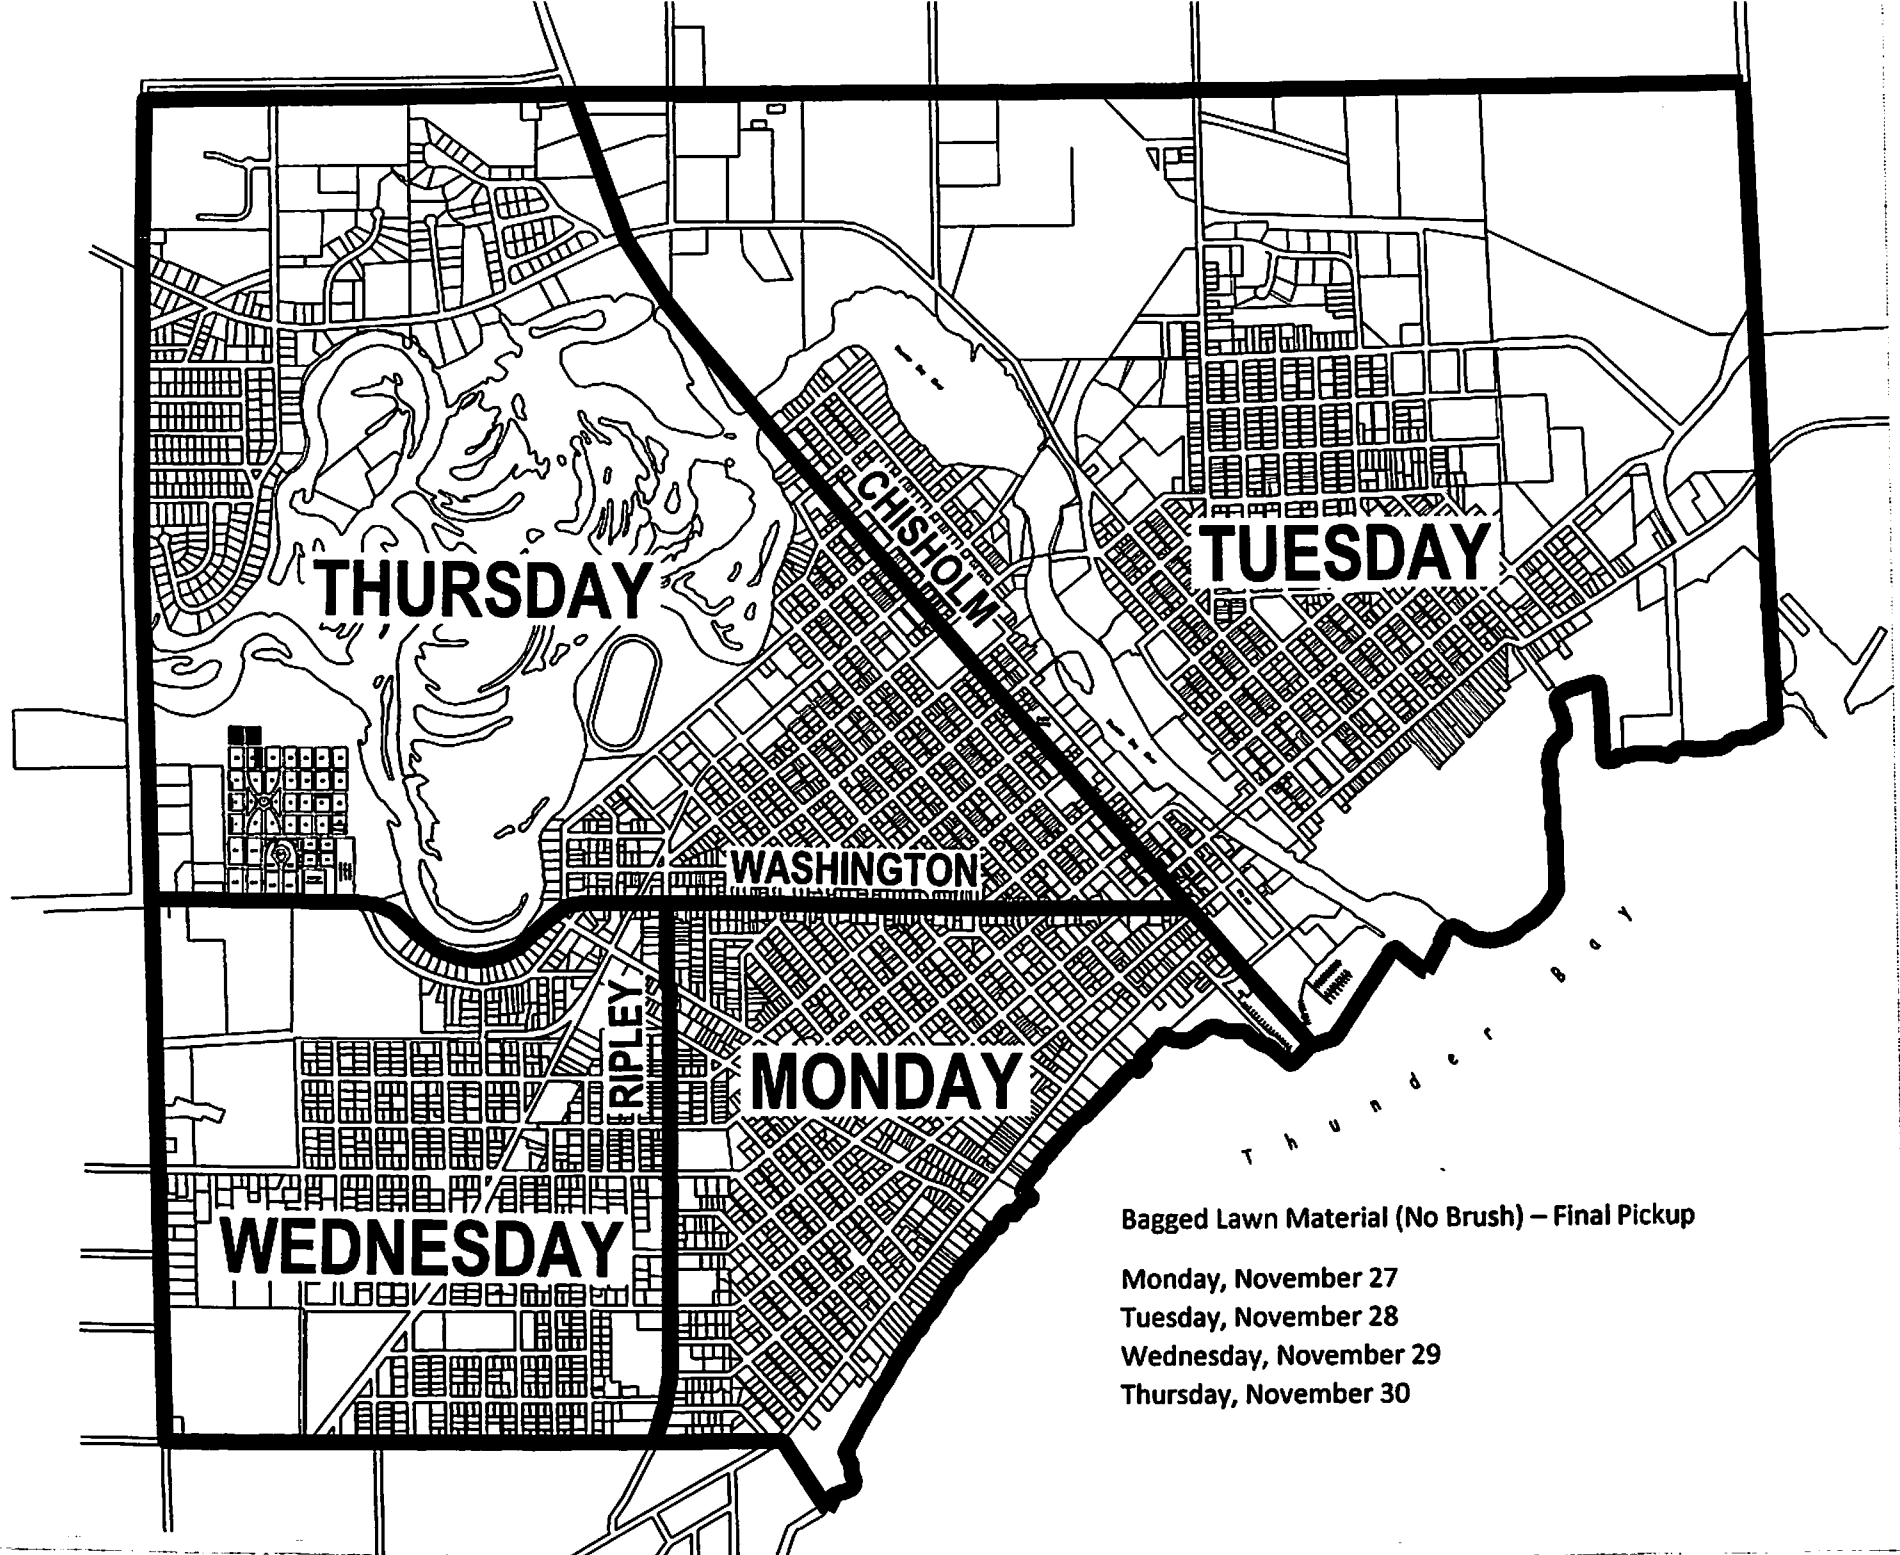 CHISHOLM
TUESDAY
THURSDAY
WASHINGTON
RIPLEY
MONDAY
Thunder Bay
WEDNESDAY
Bagged Lawn Material (No Brush) – Final Pickup
Monday, November 27
Tuesday, November 28
Wednesday, November 29
Thursday, November 30